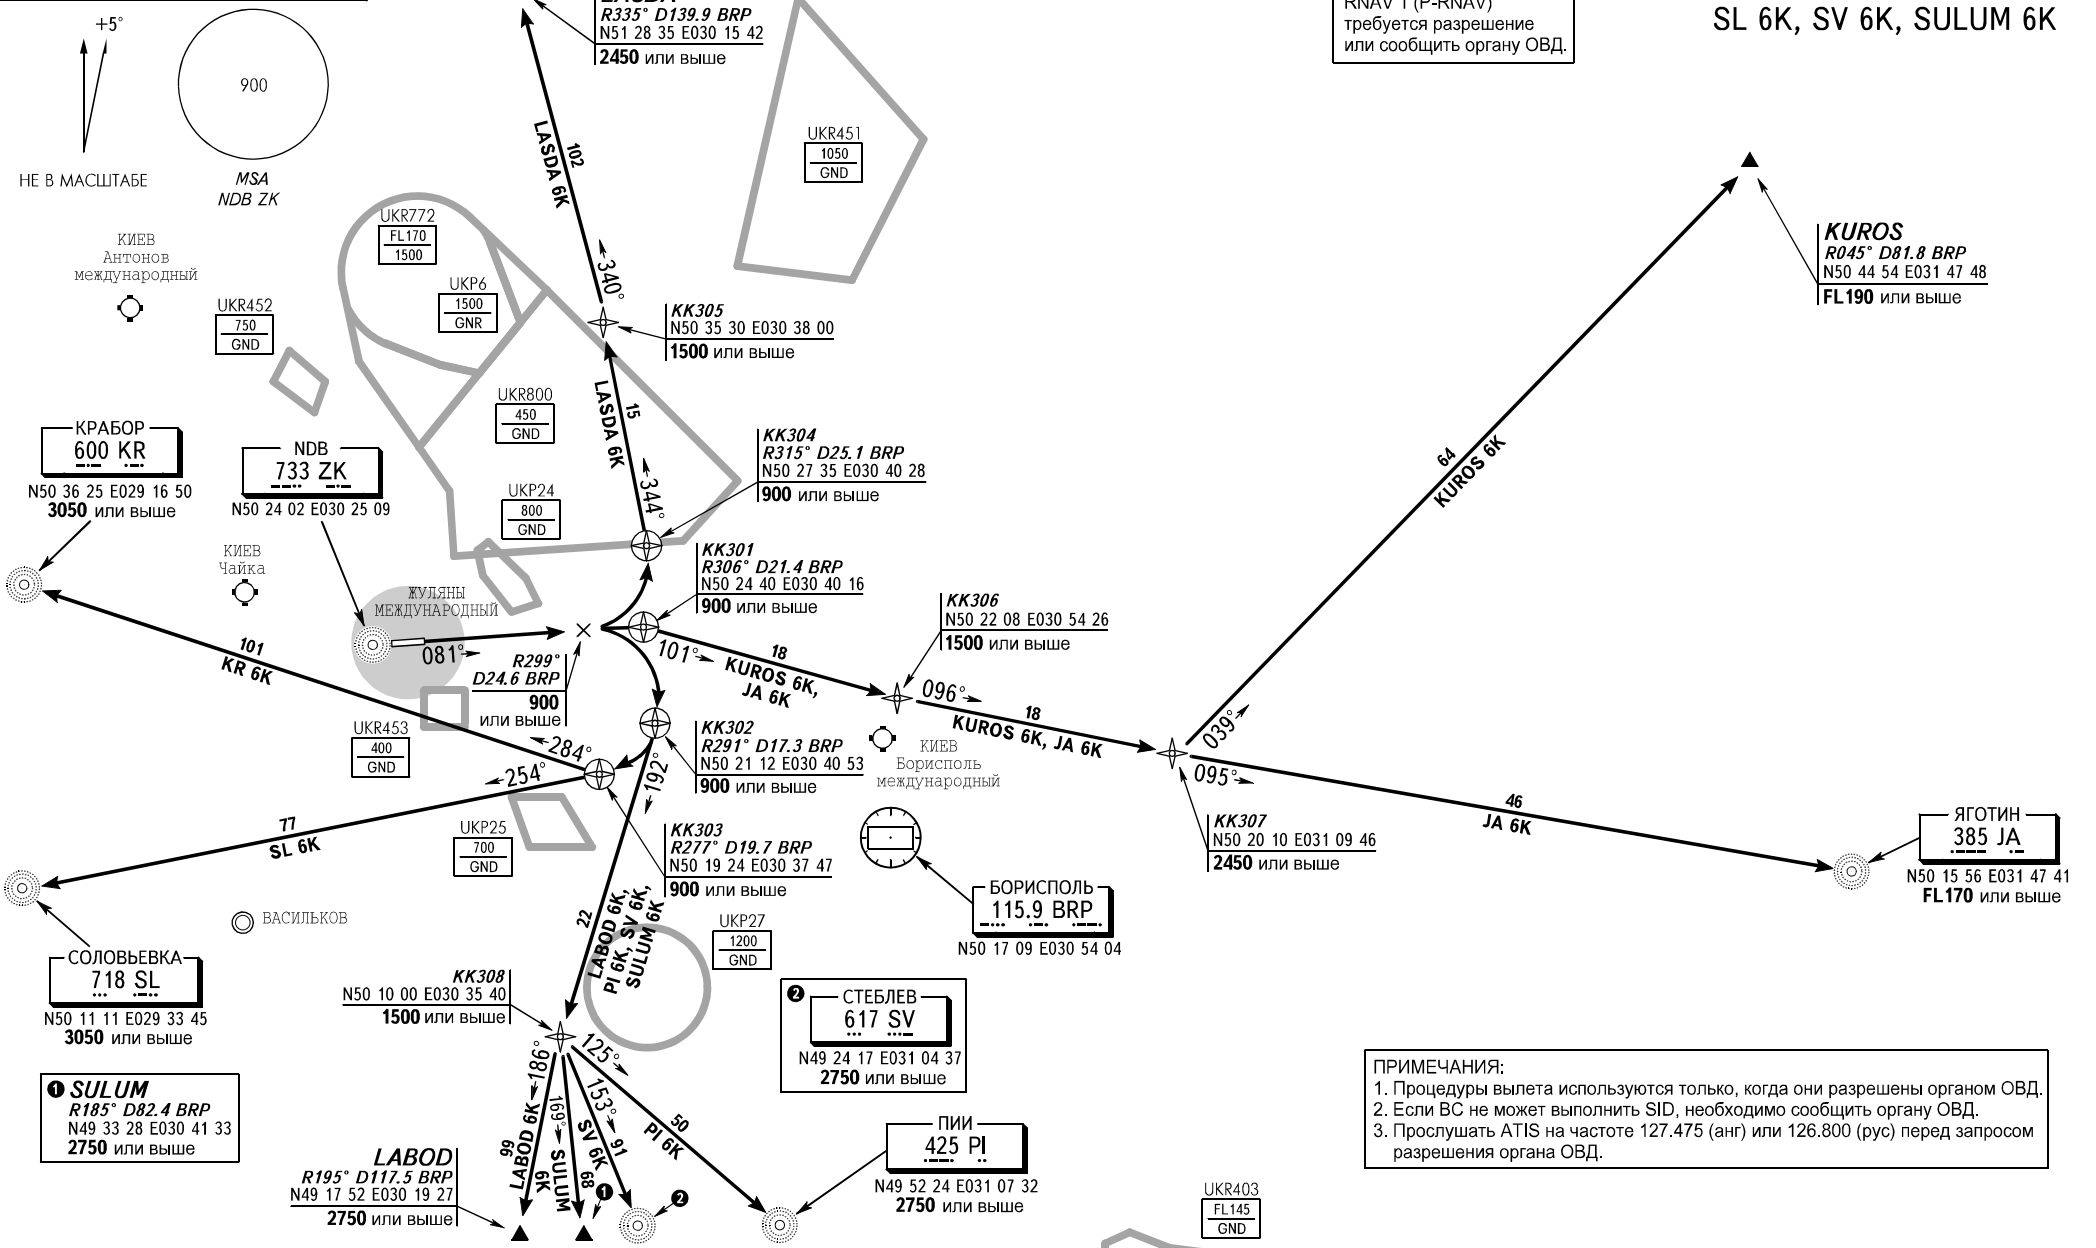 +5°
900
НЕ В МАСШТАБЕ
MSA
NDB ZK
R335° D139.9 BRP
N51 28 35 E030 15 42
2450 или выше
RNAV 1 (P-RNAV)
требуется разрешение
или сообщить органу ОВД.
SL 6K, SV 6K, SULUM 6K
102
LASDA 6K
UKR451
1050
GND
UKR772
FL170
1500
UKP6
1500
GNR
КИЕВ
Антонов
международный
UKR452
750
GND
←340°
KK305
N50 35 30 E030 38 00
1500 или выше
KUROS
R045° D81.8 BRP
N50 44 54 E031 47 48
FL190 или выше
UKR800
450
GND
15
LASDA 6K
←344°
KK304
R315° D25.1 BRP
N50 27 35 E030 40 28
900 или выше
64
KUROS 6K
КРАБОР
600 KR
N50 36 25 E029 16 50
3050 или выше
NDB
733 ZK
N50 24 02 E030 25 09
UKP24
800
GND
КИЕВ
Чайка
ЖУЛЯНЫ
МЕЖДУНАРОДНЫЙ
081°→
KK301
R306° D21.4 BRP
N50 24 40 E030 40 16
900 или выше
KK306
N50 22 08 E030 54 26
1500 или выше
R299°
D24.6 BRP
900
или выше
101°→
18
KUROS 6K,
JA 6K
096°→
18
KUROS 6K, JA 6K
039°→
095°→
46
JA 6K
101
KR 6K
←284°
←254°
←192°
KK302
R291° D17.3 BRP
N50 21 12 E030 40 53
900 или выше
КИЕВ
Борисполь
международный
UKR453
400
GND
UKP25
700
GND
77
SL 6K
KK303
R277° D19.7 BRP
N50 19 24 E030 37 47
900 или выше
KK307
N50 20 10 E031 09 46
2450 или выше
ЯГОТИН
385 JA
N50 15 56 E031 47 41
FL170 или выше
БОРИСПОЛЬ
115.9 BRP
N50 17 09 E030 54 04
ВАСИЛЬКОВ
СОЛОВЬЕВКА
718 SL
N50 11 11 E029 33 45
3050 или выше
22
LABOD 6K,
PI 6K, SV 6K,
SULUM 6K
UKP27
1200
GND
KK308
N50 10 00 E030 35 40
1500 или выше
❷ СТЕБЛЕВ
617 SV
N49 24 17 E031 04 37
2750 или выше
❶ SULUM
R185° D82.4 BRP
N49 33 28 E030 41 33
2750 или выше
←186°
169°→
153°→
125°→
99
LABOD 6K
68
SULUM
6K
91
SV 6K
50
PI 6K
❶
❷
LABOD
R195° D117.5 BRP
N49 17 52 E030 19 27
2750 или выше
ПИИ
425 PI
N49 52 24 E031 07 32
2750 или выше
ПРИМЕЧАНИЯ:
1. Процедуры вылета используются только, когда они разрешены органом ОВД.
2. Если ВС не может выполнить SID, необходимо сообщить органу ОВД.
3. Прослушать ATIS на частоте 127.475 (анг) или 126.800 (рус) перед запросом
разрешения органа ОВД.
UKR403
FL145
GND